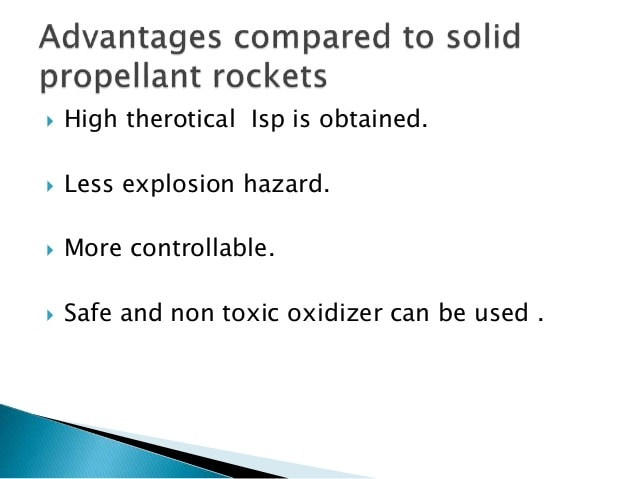 Advantages compared to solid
propellant rockets
High therotical Isp is obtained.
Less explosion hazard.
More controllable.
Safe and non toxic oxidizer can be used .